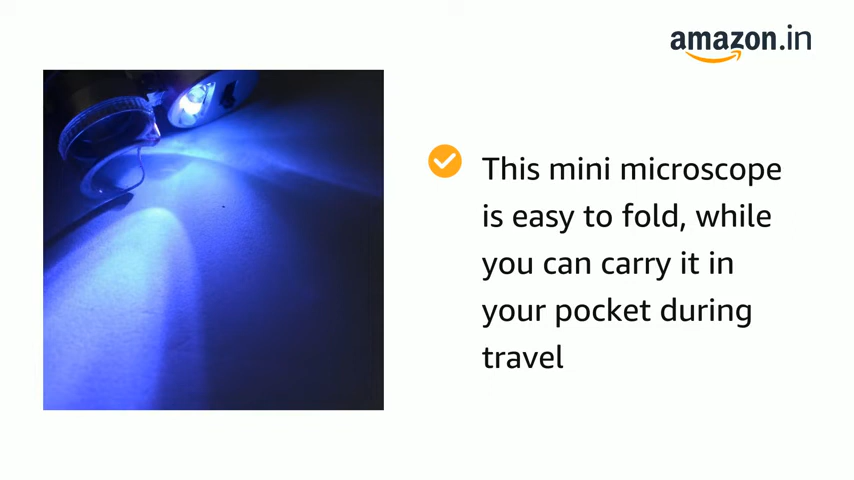 amazon.in
This mini microscope
is easy to fold, while
you can carry it in
your pocket during
travel